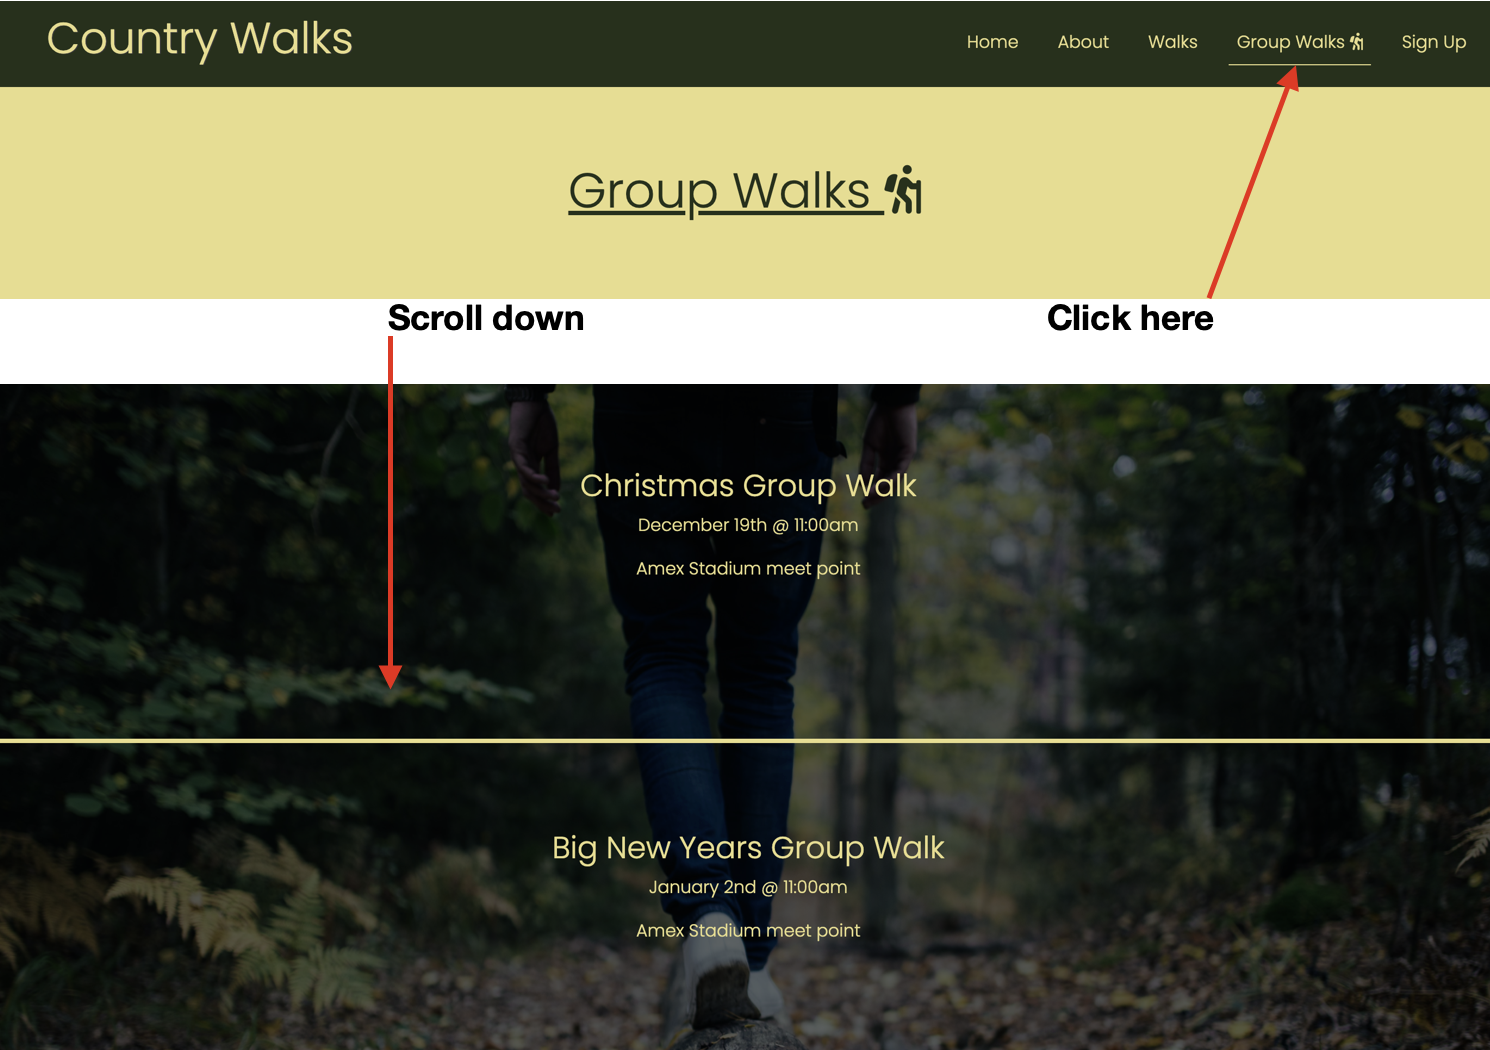 Country Walks
Home About Walks Group Walks Sign Up
Group Walks
Scroll down
Click here
Christmas Group Walk
December 19th @ 11:00am
Amex Stadium meet point
Big New Years Group Walk
January 2nd @ 11:00am
Amex Stadium meet point